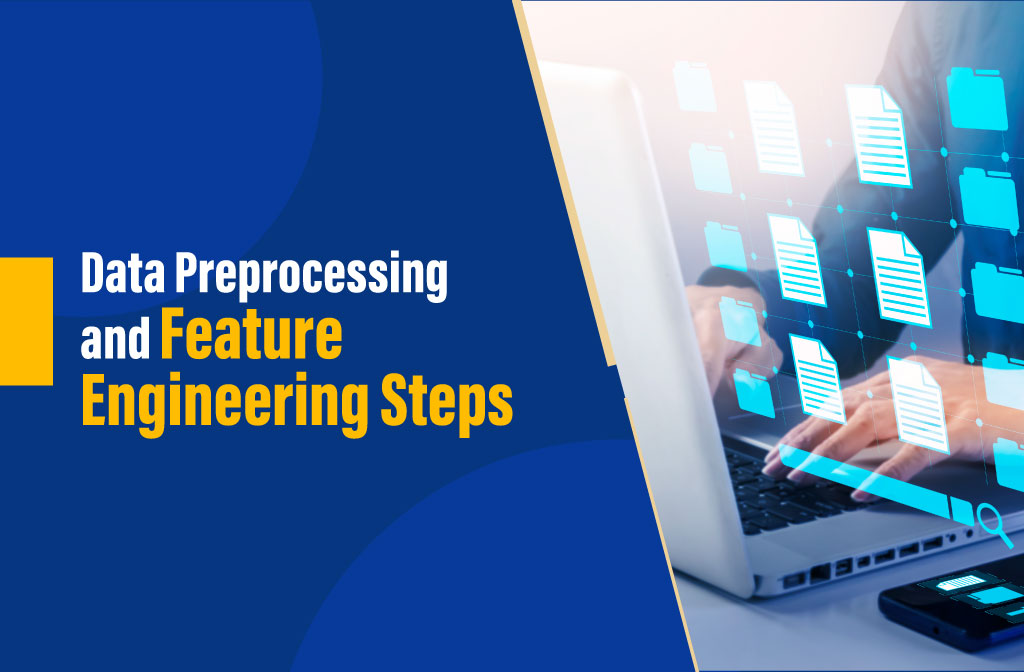 Data Preprocessing
and Feature
Engineering Steps